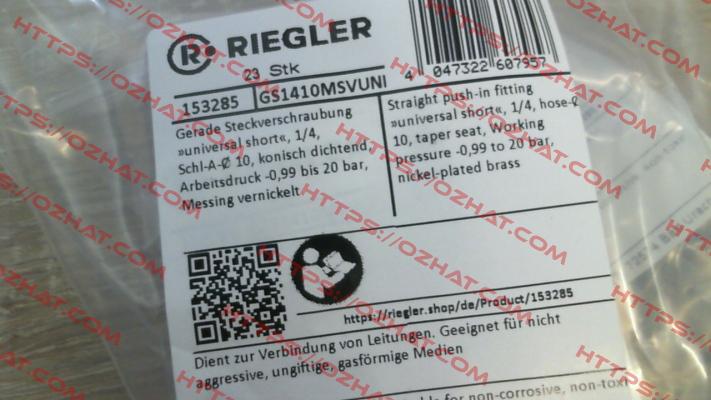 RIEGLER
23 Stk
4 047322 607957
153285
GS1410MSVUNI
Gerade Steckverschraubung
»universal short«, 1/4,
Schl-A-Ø 10, konisch dichtend,
Arbeitsdruck -0,99 bis 20 bar,
Messing vernickelt
Straight push-in fitting
»universal short«, 1/4, hose-Ø
10, taper seat, Working
pressure -0,99 to 20 bar,
nickel-plated brass
https://riegler.shop/de/Product/153285
Dient zur Verbindung von Leitungen. Geeignet für nicht
aggressive, ungiftige, gasförmige Medien
for non-corrosive, non-toxi
HTTPS://OZHAT.COM